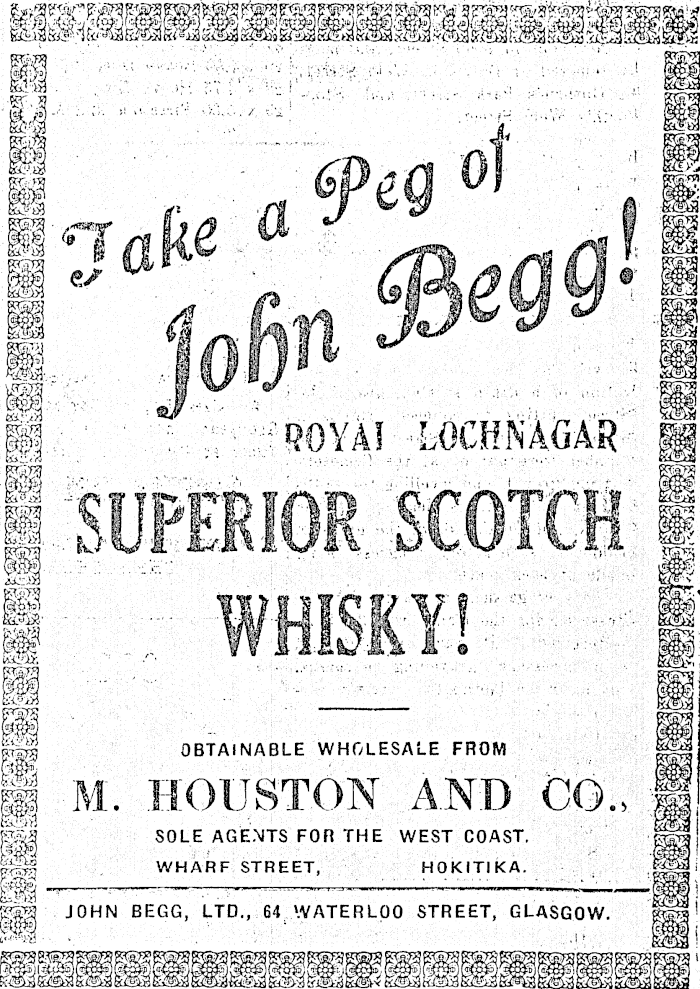 Take a Peg of
John Begg!
ROYAL LOCHNAGAR
SUPERIOR SCOTCH
WHISKY!
OBTAINABLE WHOLESALE FROM
M. HOUSTON AND CO.,
SOLE AGENTS FOR THE WEST COAST.
WHARF STREET, HOKITIKA.
JOHN BEGG, LTD., 64 WATERLOO STREET, GLASGOW.